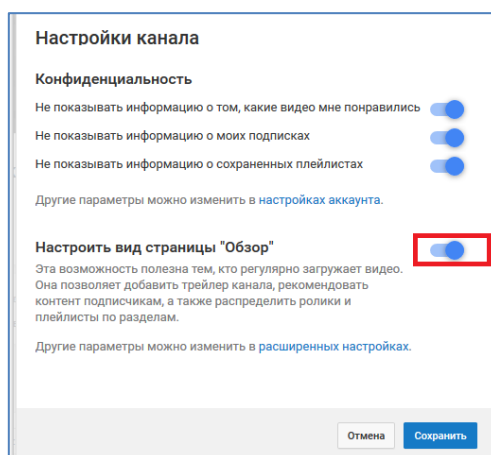 Настройки канала
Конфиденциальность
Не показывать информацию о том, какие видео мне понравились
Не показывать информацию о моих подписках
Не показывать информацию о сохраненных плейлистах
Другие параметры можно изменить в настройках аккаунта.
Настроить вид страницы "Обзор"
Эта возможность полезна тем, кто регулярно загружает видео.
Она позволяет добавить трейлер канала, рекомендовать
контент подписчикам, а также распределить ролики и
плейлисты по разделам.
Другие параметры можно изменить в расширенных настройках.
Отмена
Сохранить